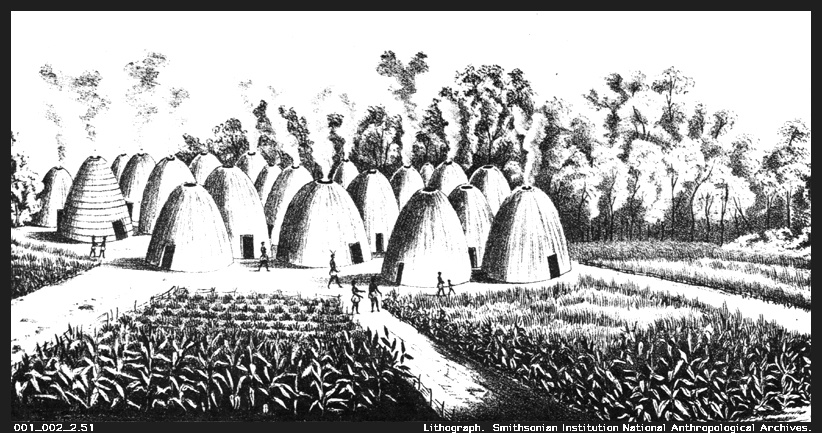 001_002_2.51
Lithograph. Smithsonian Institution National Anthropological Archives.